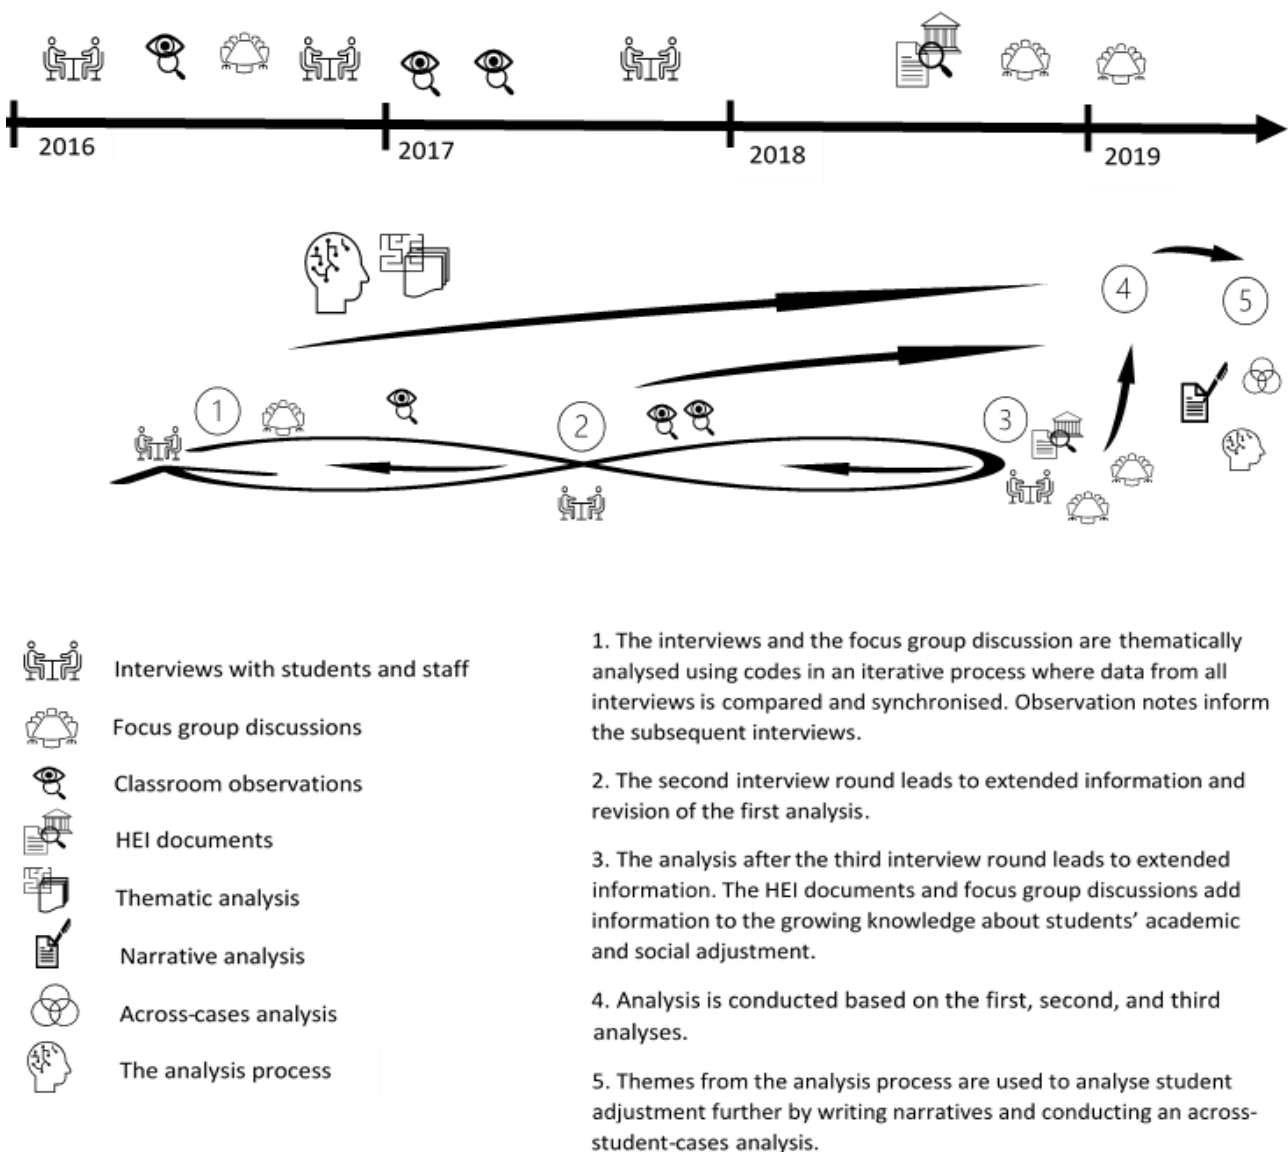 2016
2017
2018
2019
4
5
1
2
3
Interviews with students and staff
Focus group discussions
Classroom observations
HEI documents
Thematic analysis
Narrative analysis
Across-cases analysis
The analysis process
1. The interviews and the focus group discussion are thematically
analysed using codes in an iterative process where data from all
interviews is compared and synchronised. Observation notes inform
the subsequent interviews.
2. The second interview round leads to extended information and
revision of the first analysis.
3. The analysis after the third interview round leads to extended
information. The HEI documents and focus group discussions add
information to the growing knowledge about students’ academic
and social adjustment.
4. Analysis is conducted based on the first, second, and third
analyses.
5. Themes from the analysis process are used to analyse student
adjustment further by writing narratives and conducting an across-
student-cases analysis.